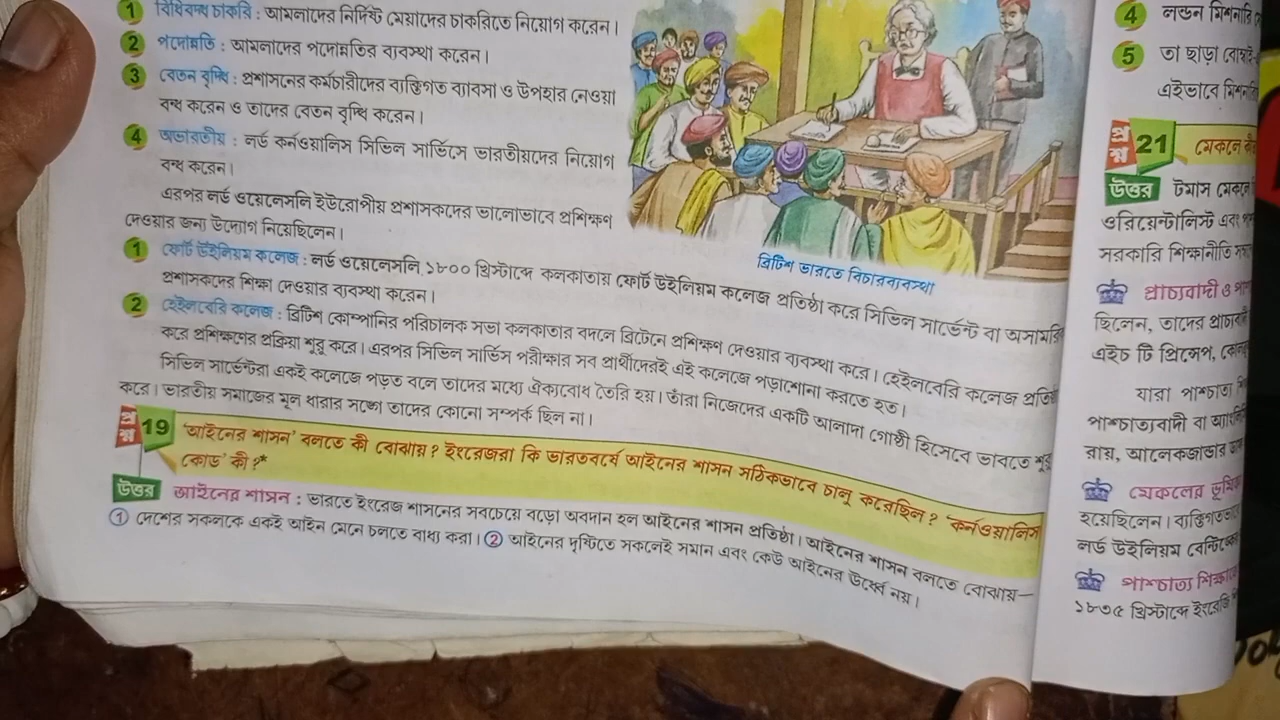 1 বিধিবদ্ধ চাকরি : আমলাদের নির্দিষ্ট মেয়াদের চাকরিতে নিয়োগ করেন।
2 পদোন্নতি : আমলাদের পদোন্নতির ব্যবস্থা করেন।
3 বেতন বৃদ্ধি : প্রশাসনের কর্মচারীদের ব্যক্তিগত ব্যাবসা ও উপহার নেওয়া
বন্ধ করেন ও তাদের বেতন বৃদ্ধি করেন।
4 অভারতীয় : লর্ড কর্নওয়ালিস সিভিল সার্ভিসে ভারতীয়দের নিয়োগ
বন্ধ করেন।
এরপর লর্ড ওয়েলেসলি ইউরোপীয় প্রশাসকদের ভালোভাবে প্রশিক্ষণ
দেওয়ার জন্য উদ্যোগ নিয়েছিলেন।
ব্রিটিশ ভারতে বিচারব্যবস্থা
1 ফোর্ট উইলিয়ম কলেজ : লর্ড ওয়েলেসলি ১৮০০ খ্রিস্টাব্দে কলকাতায় ফোর্ট উইলিয়ম কলেজ প্রতিষ্ঠা করে সিভিল সার্ভেন্ট বা
প্রশাসকদের শিক্ষা দেওয়ার ব্যবস্থা করেন।
2 হেইলবেরি কলেজ : ব্রিটিশ কোম্পানির পরিচালক সভা কলকাতার বদলে ব্রিটেনে প্রশিক্ষণ দেওয়ার ব্যবস্থা করে। হেইলবেরি কলেজ
করে প্রশিক্ষণের প্রক্রিয়া শুরু করে। এরপর সিভিল সার্ভিস পরীক্ষার সব প্রার্থীদেরই এই কলেজে পড়াশোনা করতে হত।
সিভিল সার্ভেন্টরা একই কলেজে পড়ত বলে তাদের মধ্যে ঐক্যবোধ তৈরি হয়। তাঁরা নিজেদের একটি আলাদা গোষ্ঠী হিসেবে ভাবতে শুরু
করে। ভারতীয় সমাজের মূল ধারার সঙ্গে তাদের কোনো সম্পর্ক ছিল না।
প্রশ্ন 19 'আইনের শাসন' বলতে কী বোঝায়? ইংরেজরা কি ভারতবর্ষে আইনের শাসন সঠিকভাবে চালু করেছিল? 'কর্নওয়ালিস
কোড' কী?*
উত্তর আইনের শাসন : ভারতে ইংরেজ শাসনের সবচেয়ে বড়ো অবদান হল আইনের শাসন প্রতিষ্ঠা। আইনের শাসন বলতে বোঝায়—
① দেশের সকলকে একই আইন মেনে চলতে বাধ্য করা। ② আইনের দৃষ্টিতে সকলেই সমান এবং কেউ আইনের ঊর্ধ্বে নয়।
4 লন্ডন মিশনারি
5 তা ছাড়া বোম্বাই
এইভাবে
প্রশ্ন 21 মেকলে
উত্তর টমাস মেকলে
ওরিয়েন্টালিস্ট এবং
সরকারি শিক্ষানীতি
প্রাচ্যবাদী ও
ছিলেন, তাদের
এইচ টি প্রিন্সেপ,
যারা পাশ্চাত্য
পাশ্চাত্যবাদী বা
রায়, আলেকজান্ডার
মেকলের
হয়েছিলেন।
লর্ড উইলিয়ম
পাশ্চাত্য
১৮৩৫ খ্রিস্টাব্দে ইংরেজি